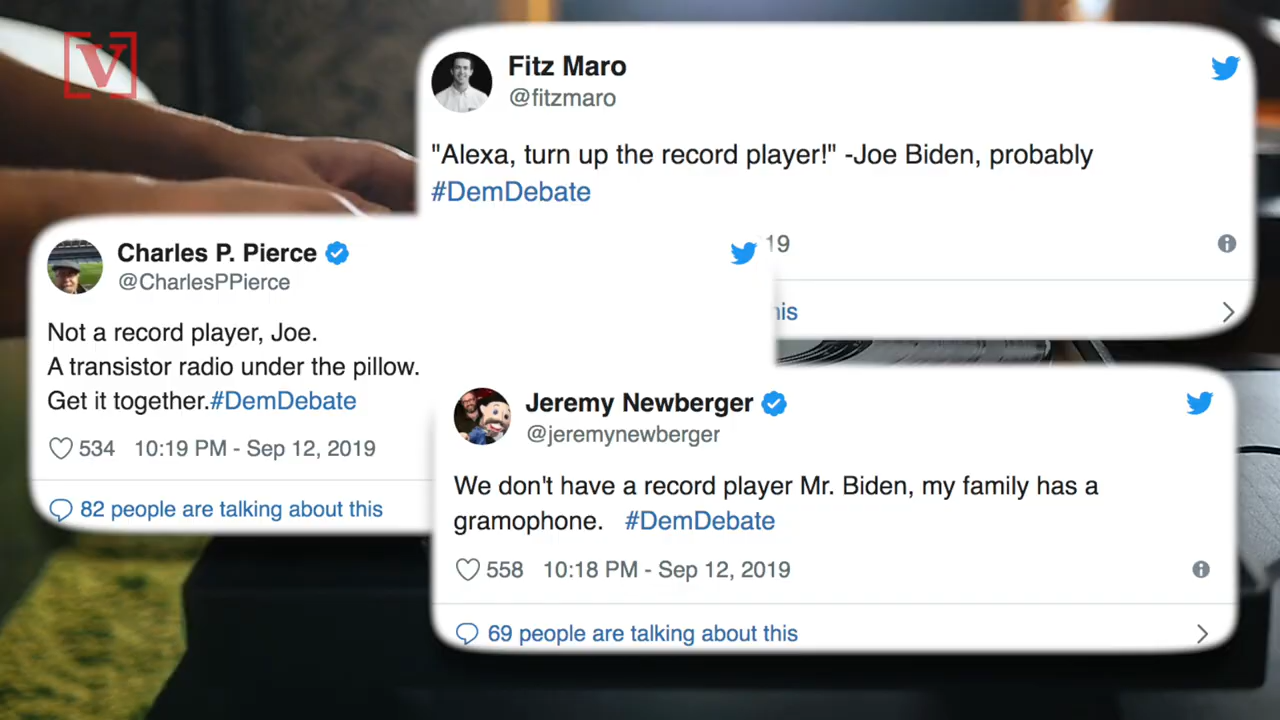 V
Fitz Maro
@fitzmaro
"Alexa, turn up the record player!" -Joe Biden, probably
#DemDebate
19
his
Charles P. Pierce
@CharlesPPierce
Not a record player, Joe.
A transistor radio under the pillow.
Get it together.#DemDebate
534 10:19 PM - Sep 12, 2019
82 people are talking about this
Jeremy Newberger
@jeremynewberger
We don't have a record player Mr. Biden, my family has a
gramophone. #DemDebate
558 10:18 PM - Sep 12, 2019
69 people are talking about this